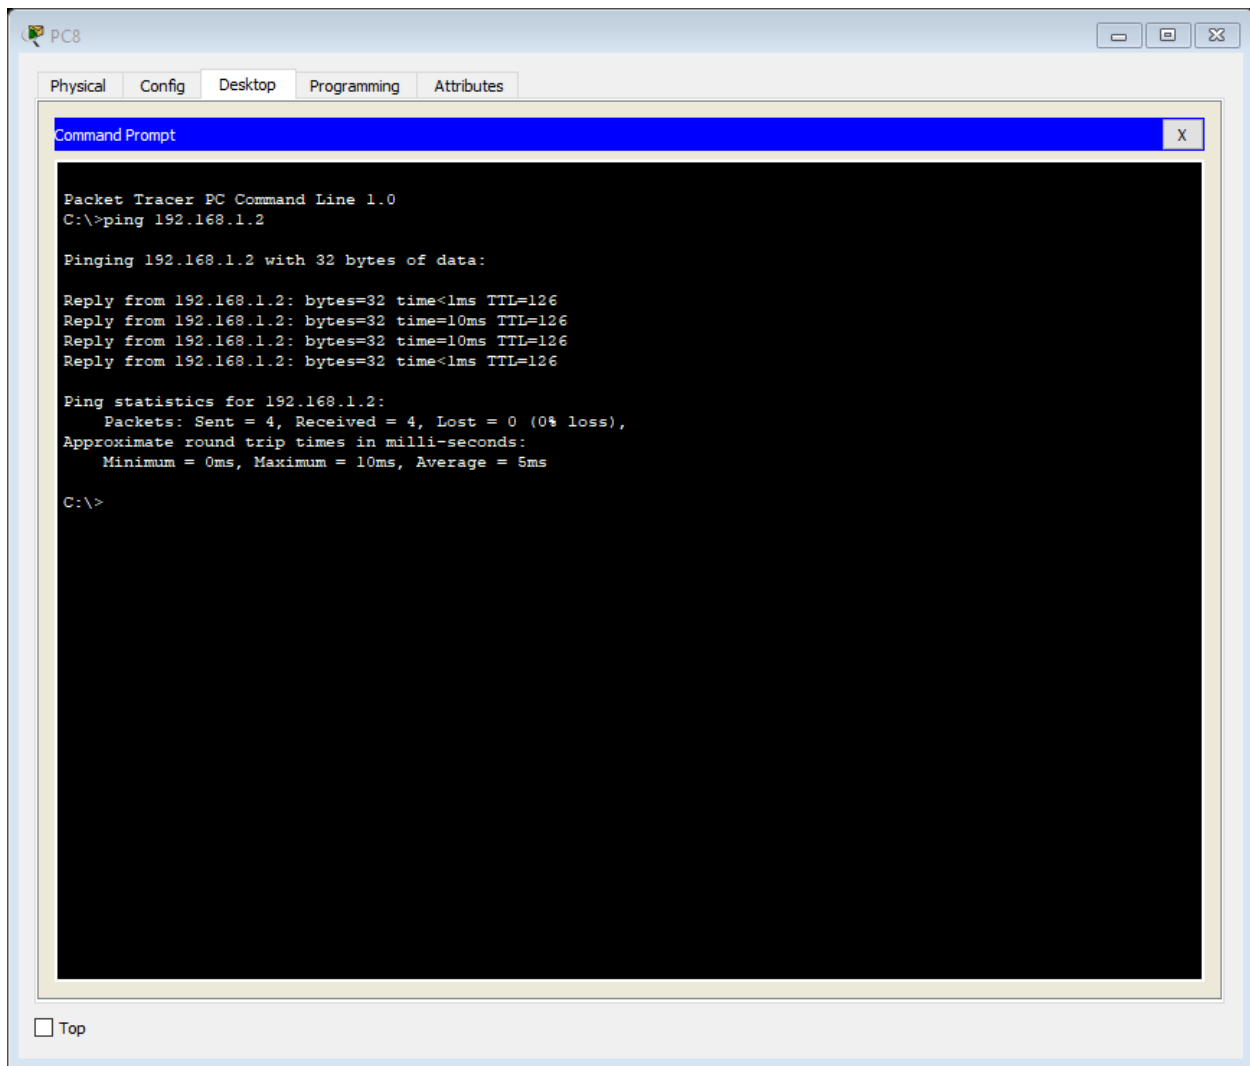 PC8
Physical Config Desktop Programming Attributes
Command Prompt
X
Packet Tracer PC Command Line 1.0
C:\>ping 192.168.1.2
Pinging 192.168.1.2 with 32 bytes of data:
Reply from 192.168.1.2: bytes=32 time<1ms TTL=126
Reply from 192.168.1.2: bytes=32 time=10ms TTL=126
Reply from 192.168.1.2: bytes=32 time=10ms TTL=126
Reply from 192.168.1.2: bytes=32 time<1ms TTL=126
Ping statistics for 192.168.1.2:
Packets: Sent = 4, Received = 4, Lost = 0 (0% loss),
Approximate round trip times in milli-seconds:
Minimum = 0ms, Maximum = 10ms, Average = 5ms
C:\>
Top